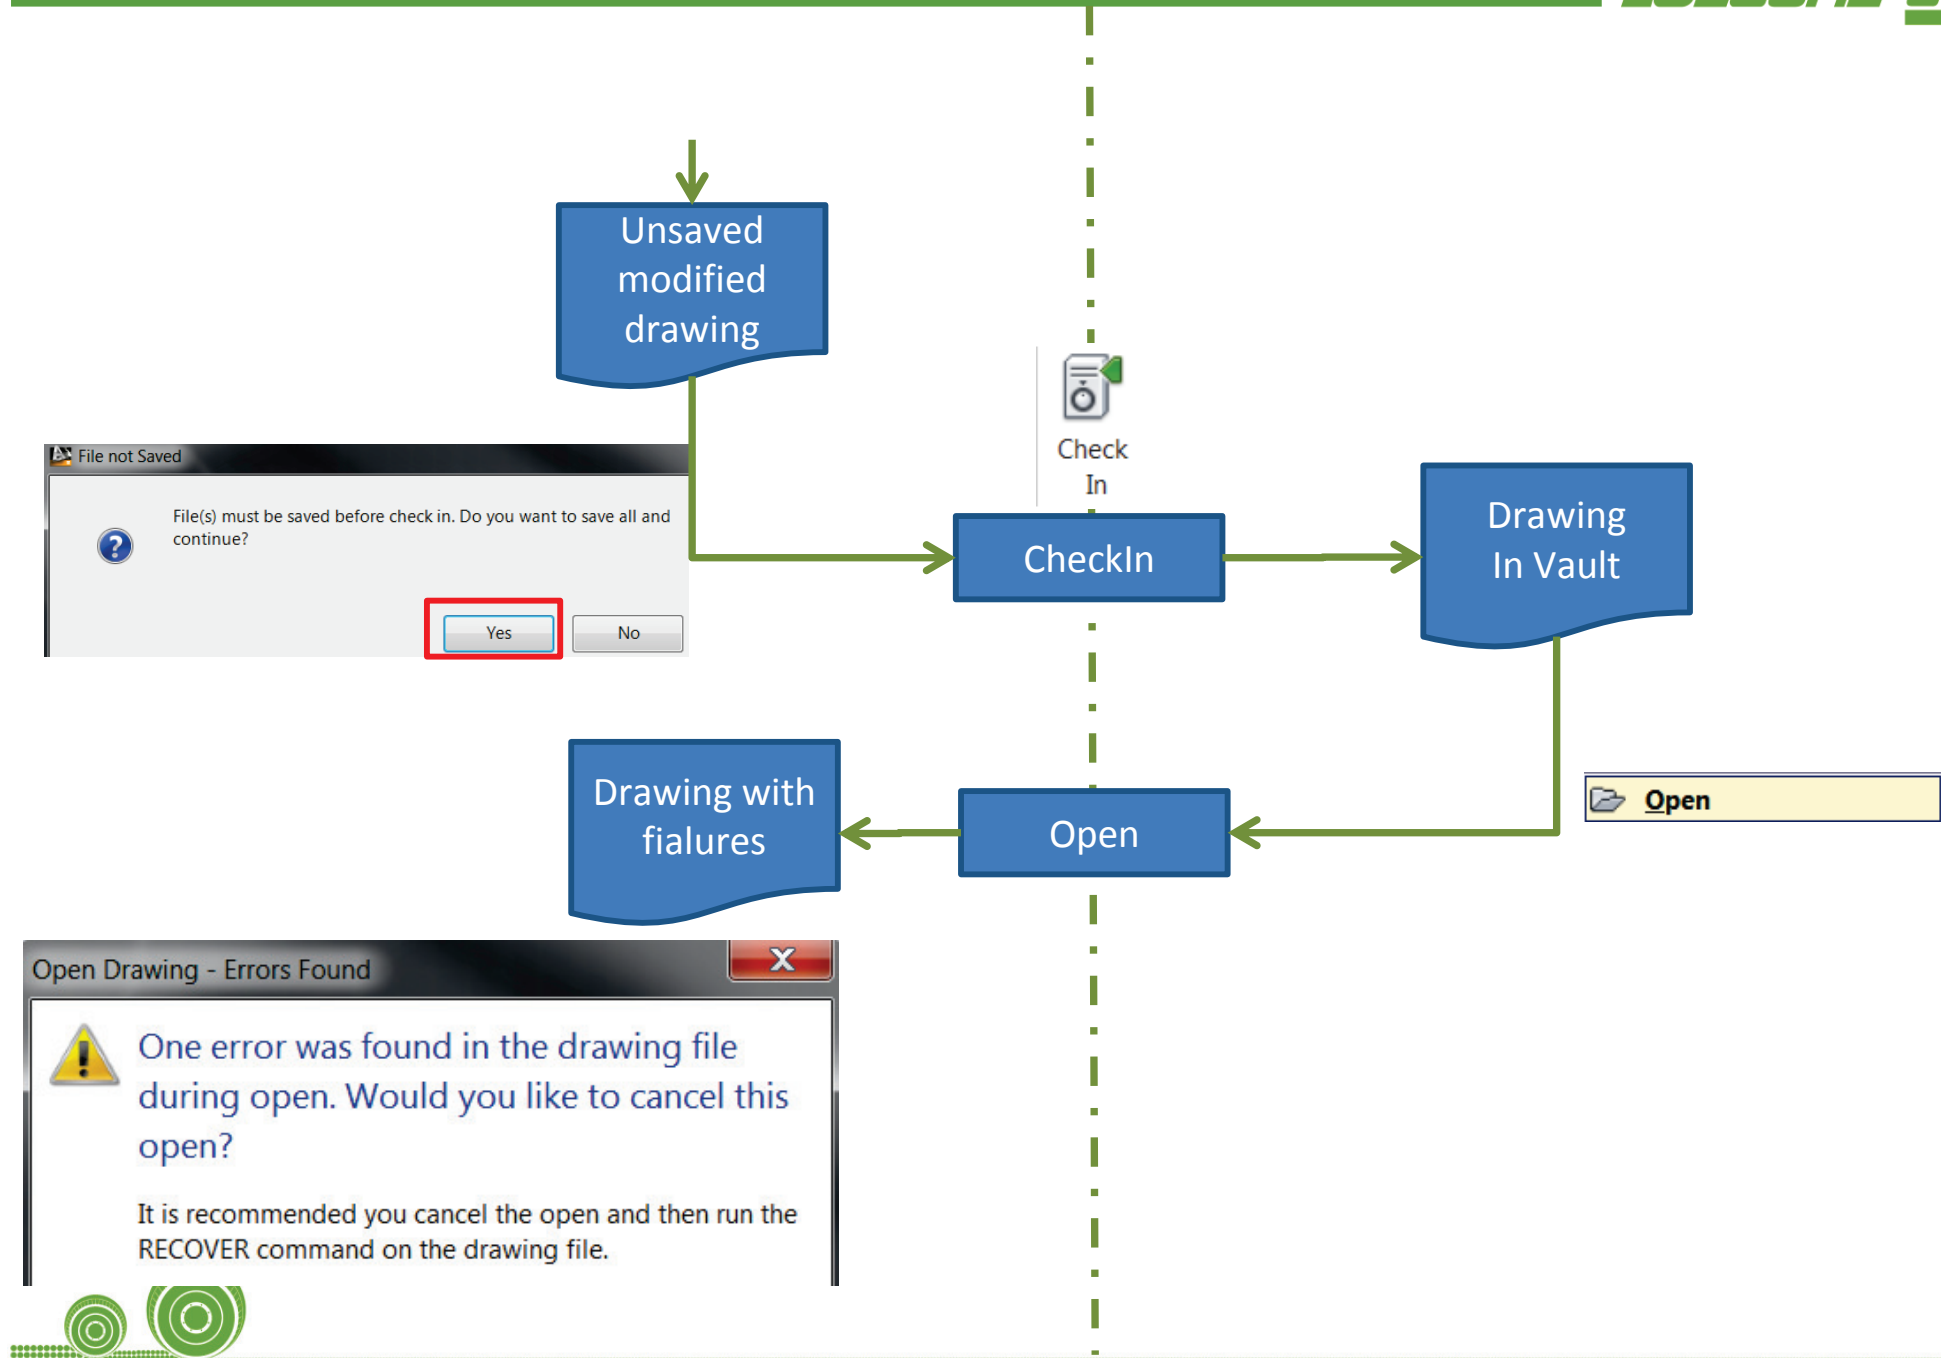 Unsaved
modified
drawing
Check
In
File not Saved
File(s) must be saved before check in. Do you want to save all and
continue?
Yes
No
CheckIn
Drawing
In Vault
Drawing with
fialures
Open
Open
Open Drawing - Errors Found
One error was found in the drawing file
during open. Would you like to cancel this
open?
It is recommended you cancel the open and then run the
RECOVER command on the drawing file.